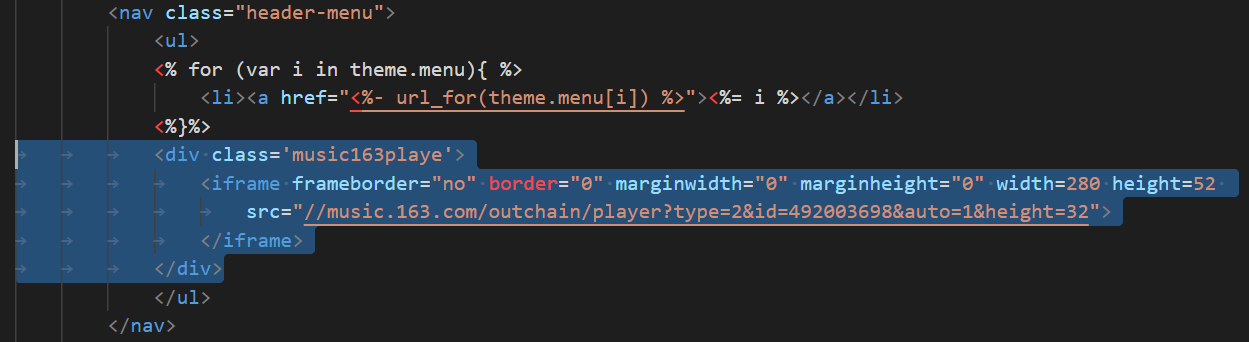 <nav class="header-menu">
<ul>
<% for (var i in theme.menu){ %>
<li><a href="<%- url_for(theme.menu[i]) %>"><%= i %></a></li>
<%}%>
<div class='music163playe'>
<iframe frameborder="no" border="0" marginwidth="0" marginheight="0" width=280 height=52
src="//music.163.com/outchain/player?type=2&id=492003698&auto=1&height=32">
</iframe>
</div>
</ul>
</nav>